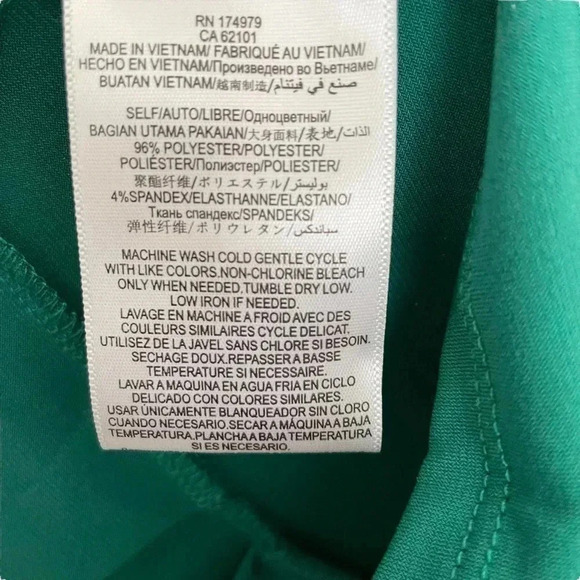 RN 174979
CA 62101
MADE IN VIETNAM/ FABRIQUÉ AU VIETNAM/
HECHO EN VIETNAM/Произведено во Вьетнаме/
BUATAN VIETNAM/越南制造/صنع في فيتنام/
SELF/AUTO/LIBRE/Одноцветный/
BAGIAN UTAMA PAKAIAN/大身面料/表地/الذات
96% POLYESTER/POLYESTER/
POLIÉSTER/Полиэстер/POLIESTER/
聚酯纤维/ポリエステル/بوليستر/
4%SPANDEX/ELASTHANNE/ELASTANO/
Ткань спандекс/SPANDEKS/
弹性纤维/ポリウレタン/سباندكس
MACHINE WASH COLD GENTLE CYCLE
WITH LIKE COLORS.NON-CHLORINE BLEACH
ONLY WHEN NEEDED.TUMBLE DRY LOW.
LOW IRON IF NEEDED.
LAVAGE EN MACHINE A FROID AVEC DES
COULEURS SIMILAIRES CYCLE DELICAT.
UTILISEZ DE LA JAVEL SANS CHLORE SI BESOIN.
SECHAGE DOUX.REPASSER A BASSE
TEMPERATURE SI NECESSAIRE.
LAVAR A MAQUINA EN AGUA FRIA EN CICLO
DELICADO CON COLORES SIMILARES.
USAR ÚNICAMENTE BLANQUEADOR SIN CLORO
CUANDO NECESARIO.SECAR A MÁQUINA A BAJA
TEMPERATURA.PLANCHA A BAJA TEMPERATURA
SI ES NECESARIO.